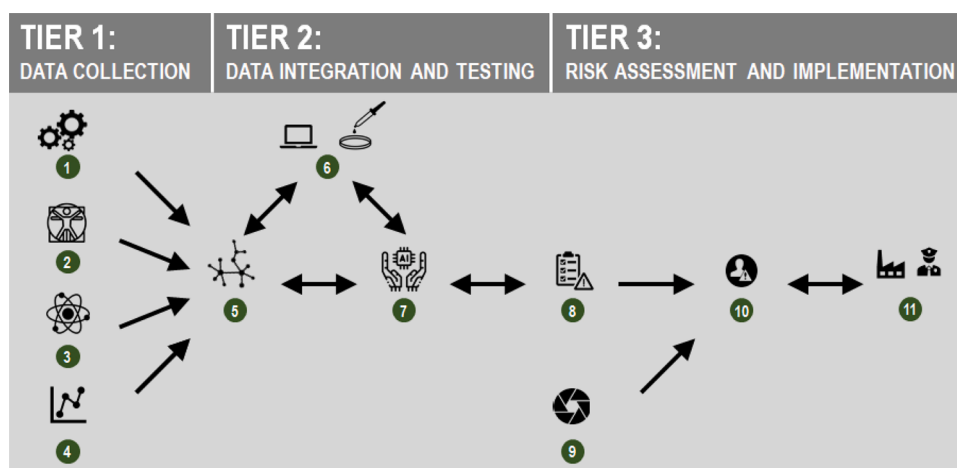 TIER 1:
DATA COLLECTION
TIER 2:
DATA INTEGRATION AND TESTING
TIER 3:
RISK ASSESSMENT AND IMPLEMENTATION
1
2
3
4
5
6
AI
7
8
9
10
11